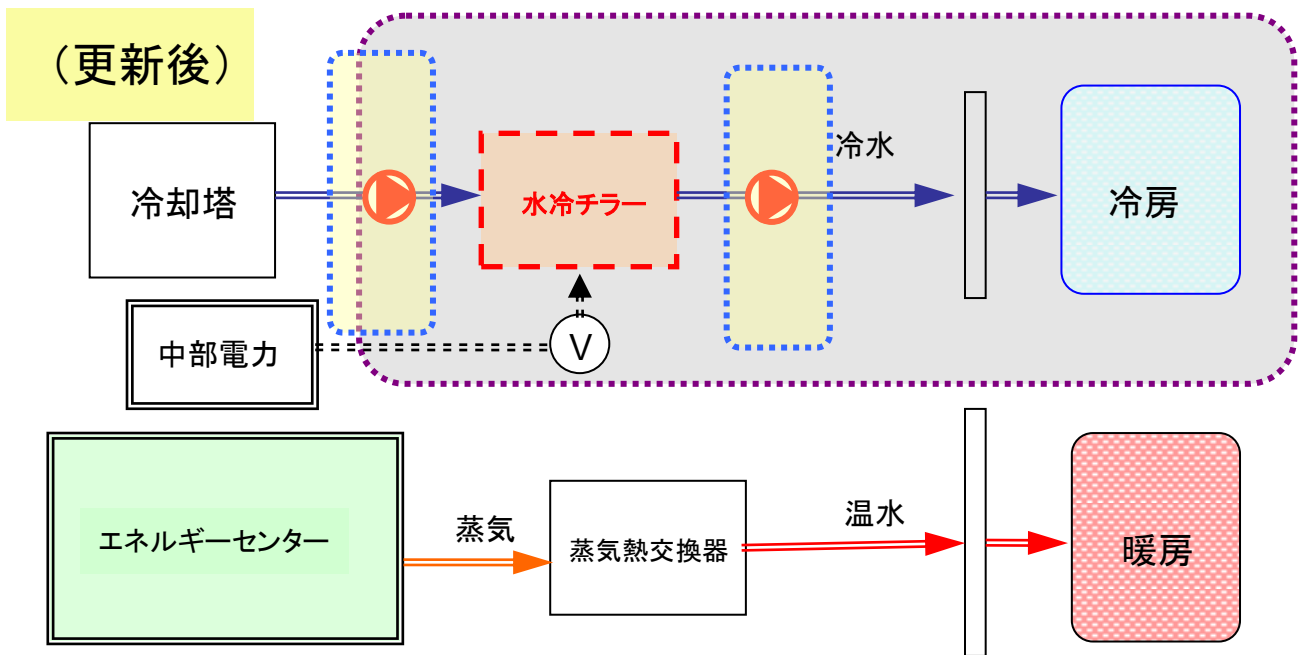 （更新後）
冷却塔
水冷チラー
冷水
冷房
中部電力
V
エネルギーセンター
蒸気
蒸気熱交換器
温水
暖房